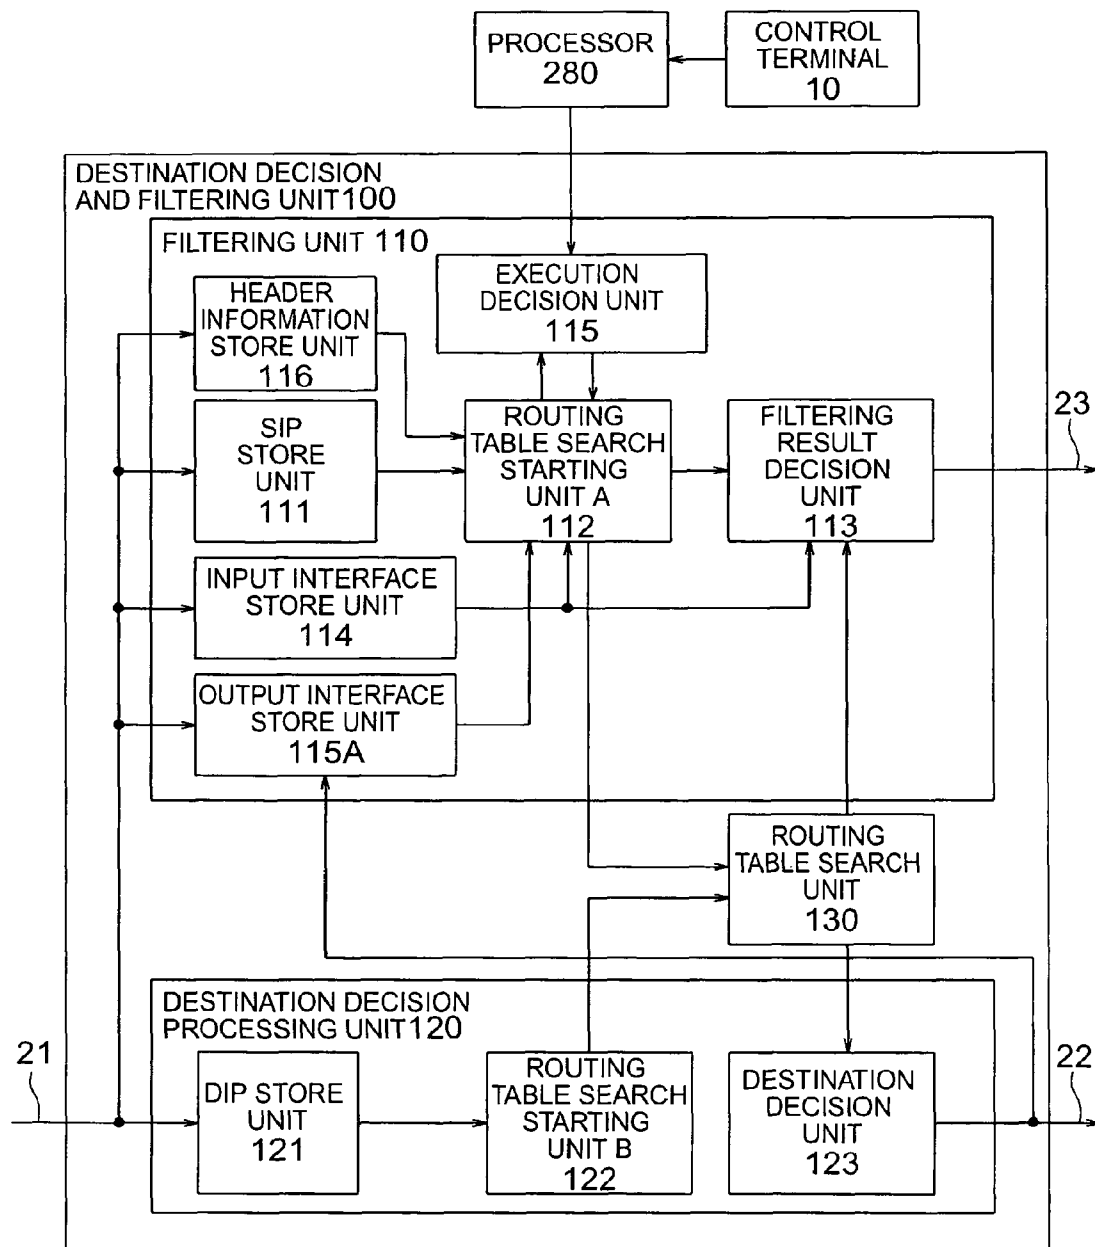 PROCESSOR
280
CONTROL
TERMINAL
10
DESTINATION DECISION
AND FILTERING UNIT100
FILTERING UNIT 110
EXECUTION
DECISION UNIT
115
HEADER
INFORMATION
STORE UNIT
116
SIP
STORE
UNIT
111
ROUTING
TABLE SEARCH
STARTING
UNIT A
112
FILTERING
RESULT
DECISION
UNIT
113
23
INPUT INTERFACE
STORE UNIT
114
OUTPUT INTERFACE
STORE UNIT
115A
ROUTING
TABLE SEARCH
UNIT
130
DESTINATION DECISION
PROCESSING UNIT120
21
DIP STORE
UNIT
121
ROUTING
TABLE SEARCH
STARTING
UNIT B
122
DESTINATION
DECISION
UNIT
123
22